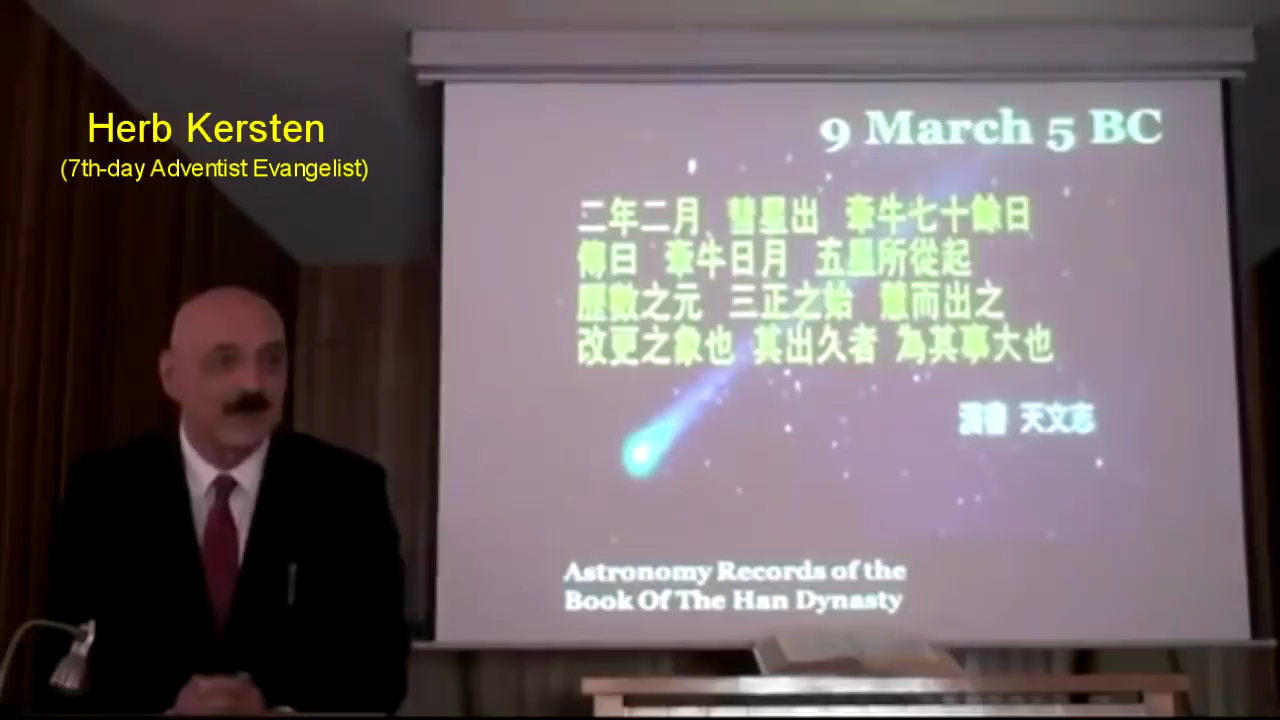 Herb Kersten
(7th-day Adventist Evangelist)
9 March 5 BC
二年二月 彗星出 牽牛七十餘日
傳曰 牽牛日月 五星所從起
歷數之元 三正之始 彗而出之
改更之象也 其出久者 為其事大也
漢書 天文志
Astronomy Records of the
Book Of The Han Dynasty